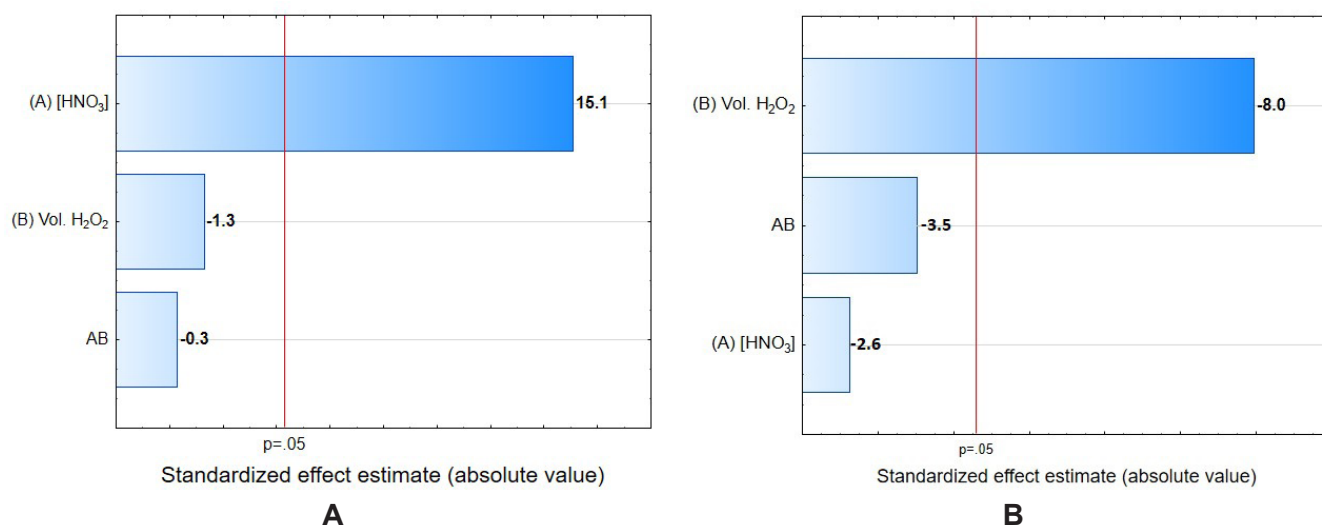 (A) [HNO₃]
15.1
(B) Vol. H₂O₂
-1.3
AB
-0.3
p=.05
Standardized effect estimate (absolute value)
A
(B) Vol. H₂O₂
-8.0
AB
-3.5
(A) [HNO₃]
-2.6
p=.05
Standardized effect estimate (absolute value)
B